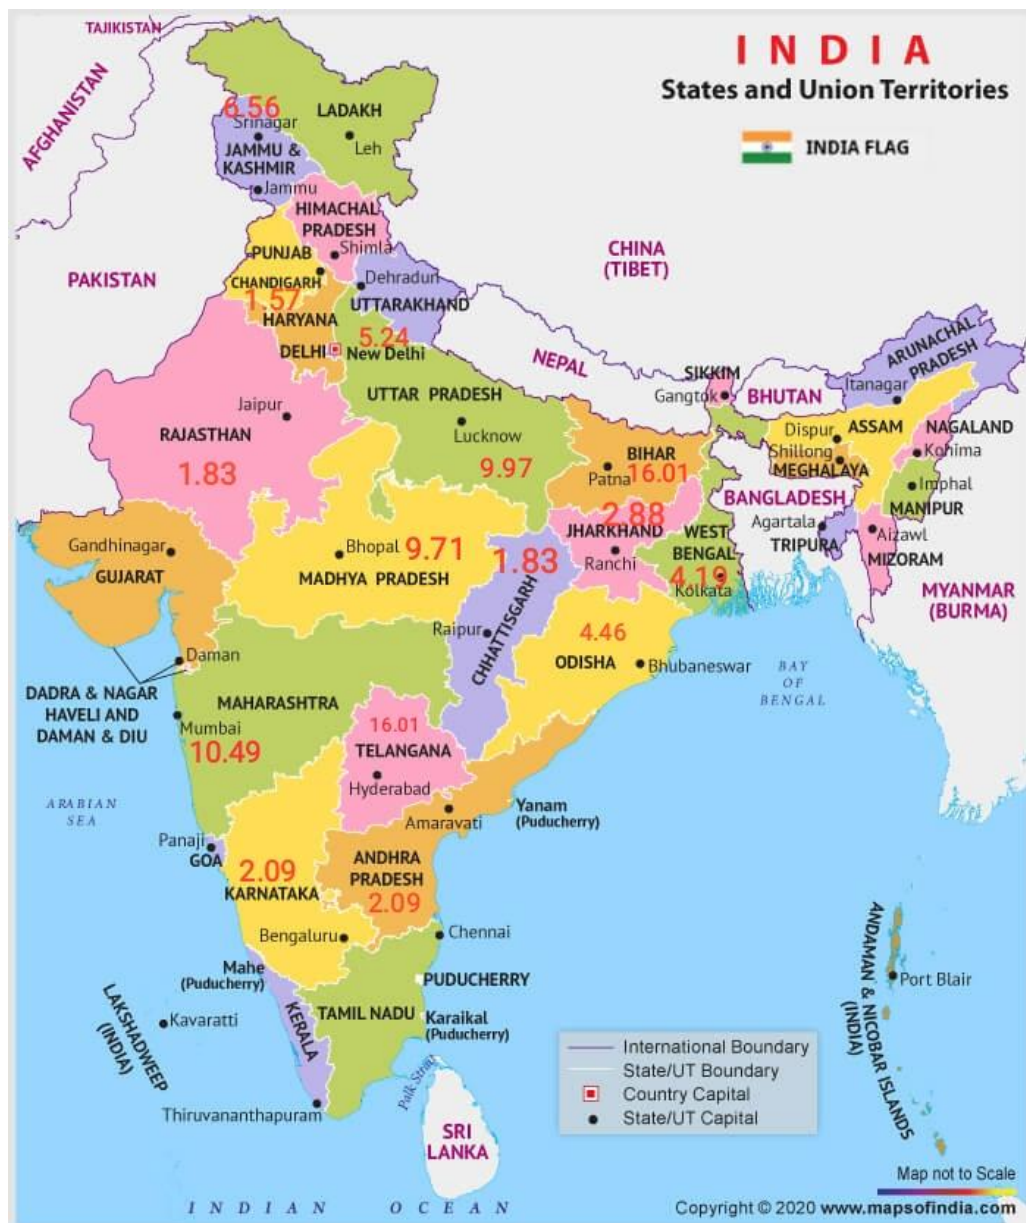 TAJIKISTAN
AFGHANISTAN
INDIA
States and Union Territories
INDIA FLAG
LADAKH
6.56
Srinagar
Leh
JAMMU &
KASHMIR
Jammu
HIMACHAL
PRADESH
Shimla
CHINA
(TIBET)
PAKISTAN
PUNJAB
CHANDIGARH
Dehradun
UTTARAKHAND
1.57
HARYANA
5.24
DELHI
New Delhi
NEPAL
SIKKIM
Gangtok
BHUTAN
ARUNACHAL
PRADESH
Itanagar
UTTAR PRADESH
Lucknow
9.97
Jaipur
RAJASTHAN
1.83
BIHAR
Patna
16.01
Dispur
ASSAM
NAGALAND
Shillong
MEGHALAYA
Kohima
Imphal
MANIPUR
BANGLADESH
Agartala
TRIPURA
Aizawl
MIZORAM
MYANMAR
(BURMA)
2.88
JHARKHAND
Ranchi
WEST
BENGAL
4.19
Kolkata
Gandhinagar
GUJARAT
Bhopal
9.71
MADHYA PRADESH
1.83
Raipur
CHHATTISGARH
4.46
ODISHA
Bhubaneswar
BAY
OF
BENGAL
Daman
DADRA & NAGAR
HAVELI AND
DAMAN & DIU
MAHARASHTRA
Mumbai
10.49
16.01
TELANGANA
Hyderabad
ARABIAN
SEA
Amaravati
Yanam
(Puducherry)
Panaji
GOA
2.09
KARNATAKA
ANDHRA
PRADESH
2.09
Bengaluru
Chennai
Mahe
(Puducherry)
PUDUCHERRY
LAKSHADWEEP
(INDIA)
Kavaratti
KERALA
TAMIL NADU
Karaikal
(Puducherry)
Thiruvananthapuram
Palk Strait
SRI
LANKA
ANDAMAN & NICOBAR ISLANDS
(INDIA)
Port Blair
International Boundary
State/UT Boundary
Country Capital
State/UT Capital
INDIAN OCEAN
Map not to Scale
Copyright © 2020 www.mapsofindia.com